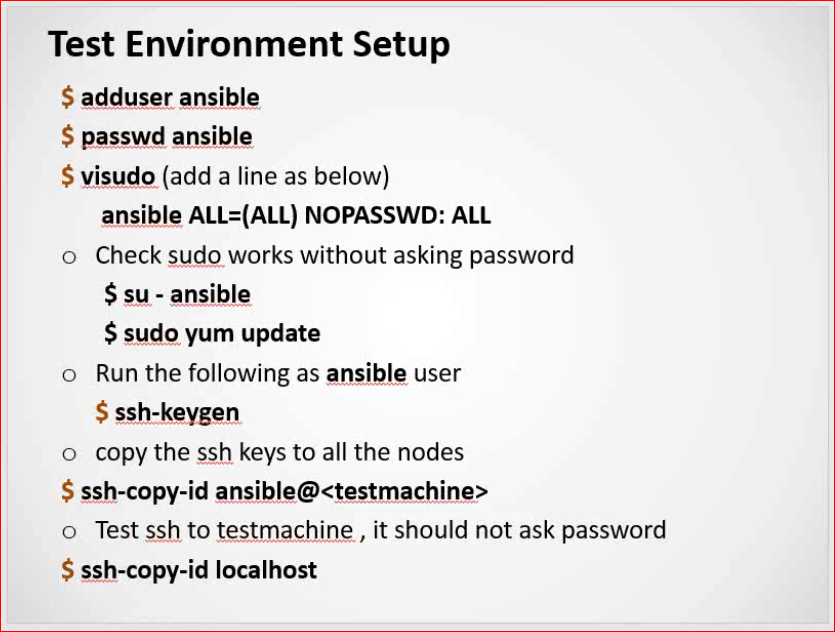 Test Environment Setup
$ adduser ansible
$ passwd ansible
$ visudo (add a line as below)
ansible ALL=(ALL) NOPASSWD: ALL
o Check sudo works without asking password
$ su - ansible
$ sudo yum update
o Run the following as ansible user
$ ssh-keygen
o copy the ssh keys to all the nodes
$ ssh-copy-id ansible@<testmachine>
o Test ssh to testmachine , it should not ask password
$ ssh-copy-id localhost